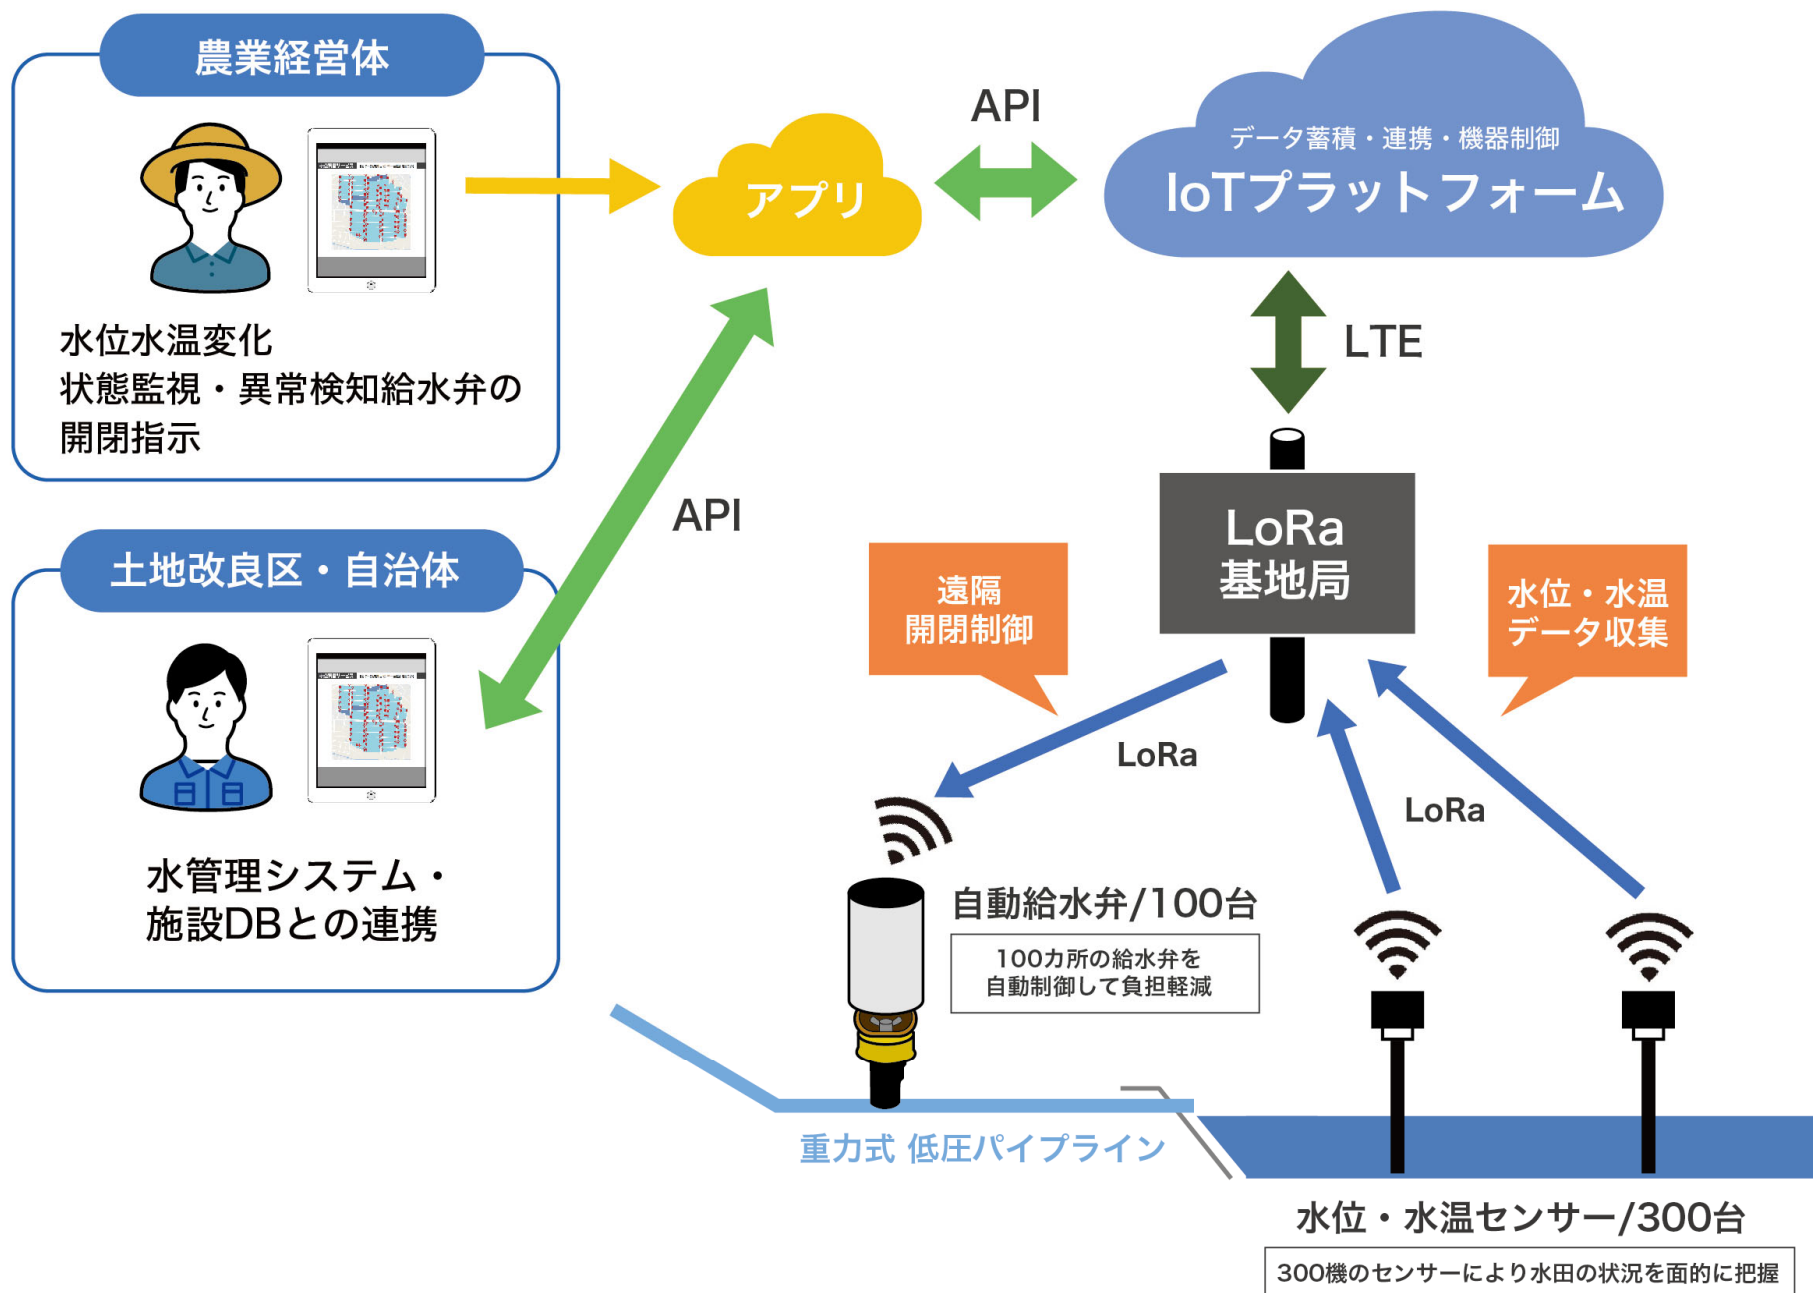 農業経営体
水位水温変化
状態監視・異常検知給水弁の
開閉指示
アプリ
API
データ蓄積・連携・機器制御
IoTプラットフォーム
LTE
API
土地改良区・自治体
水管理システム・
施設DBとの連携
LoRa
基地局
遠隔
開閉制御
水位・水温
データ収集
LoRa
LoRa
自動給水弁/100台
100カ所の給水弁を
自動制御して負担軽減
重力式 低圧パイプライン
水位・水温センサー/300台
300機のセンサーにより水田の状況を面的に把握